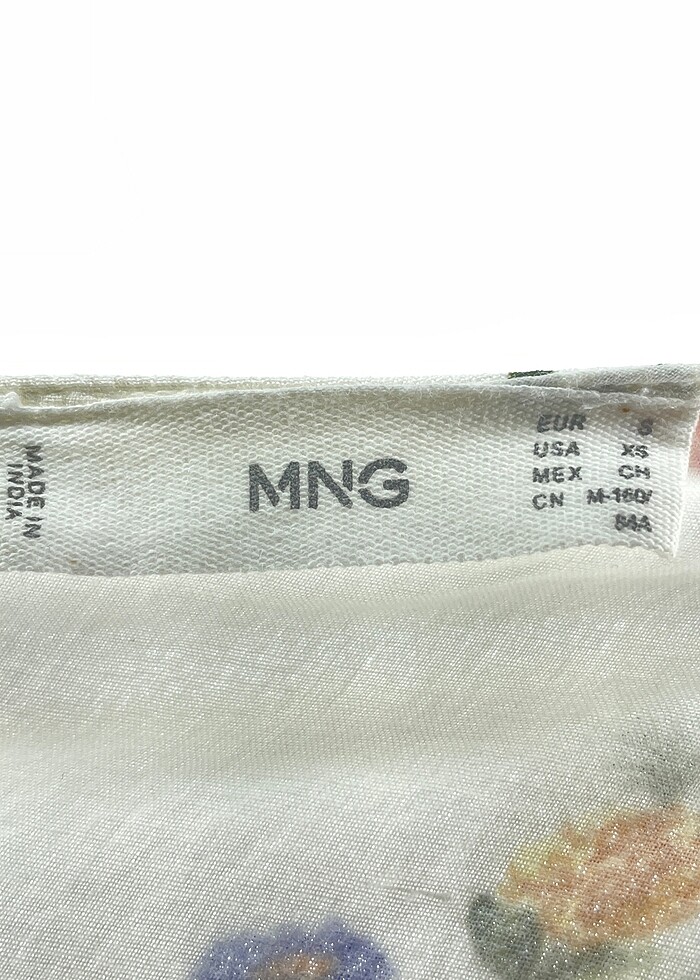 MADE IN
INDIA
MNG
EUR S
USA XS
MEX CH
CN M-160/
84A